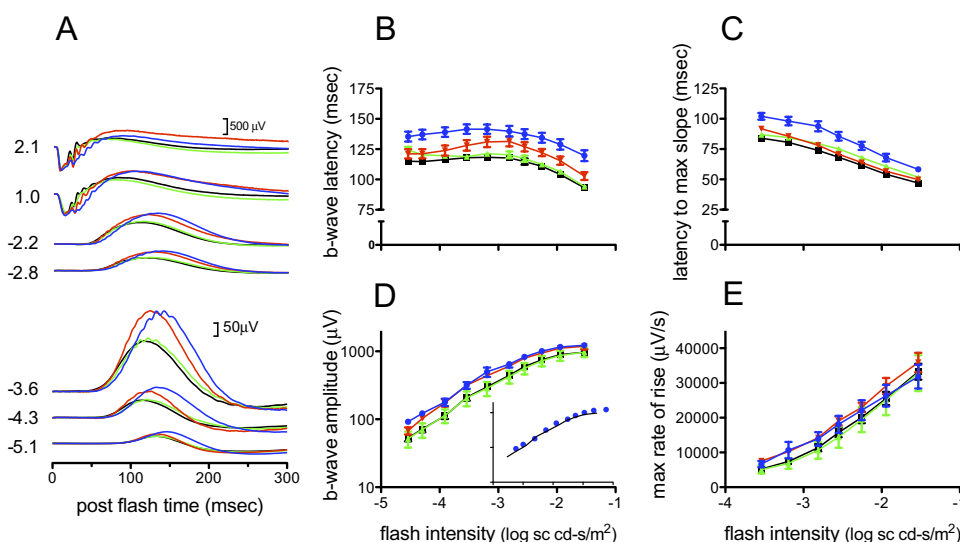 A
500 µV
2.1
1.0
-2.2
-2.8
50µV
-3.6
-4.3
-5.1
0 100 200 300
post flash time (msec)
B
b-wave latency (msec)
175
150
125
100
75
0
C
latency to max slope (msec)
125
100
75
50
25
0
D
b-wave amplitude (µV)
1000
100
10
-5 -4 -3 -2 -1
flash intensity (log sc cd-s/m²)
E
max rate of rise (µV/s)
40000
30000
20000
10000
0
-4 -3 -2 -1
flash intensity (log sc cd-s/m²)